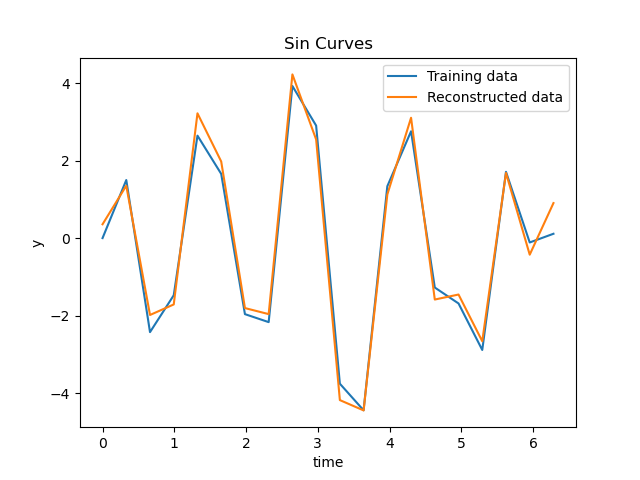 Sin Curves
Training data
Reconstructed data
y
4
2
0
−2
−4
0 1 2 3 4 5 6
time